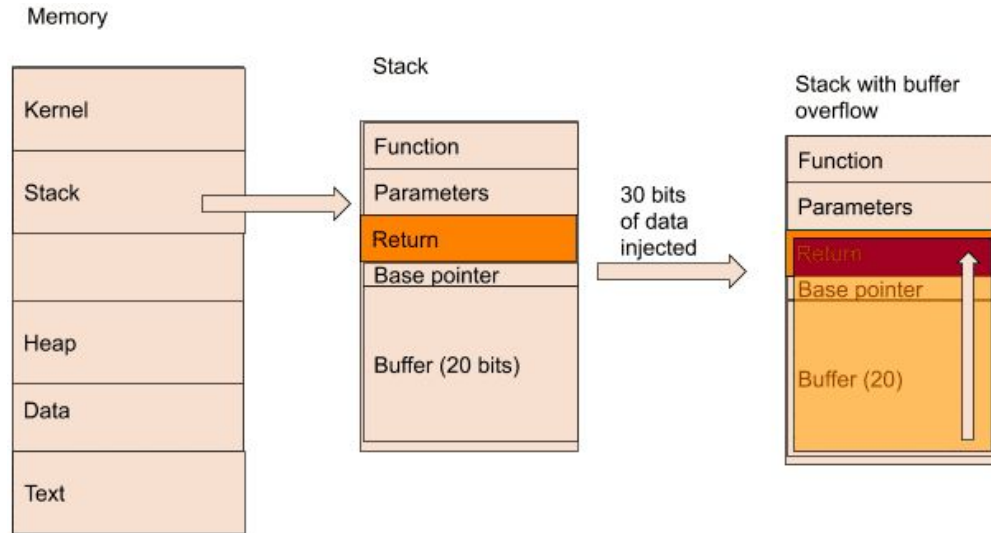 Memory
Kernel
Stack
Heap
Data
Text
Stack
Function
Parameters
Return
Base pointer
Buffer (20 bits)
30 bits
of data
injected
Stack with buffer
overflow
Function
Parameters
Return
Base pointer
Buffer (20)